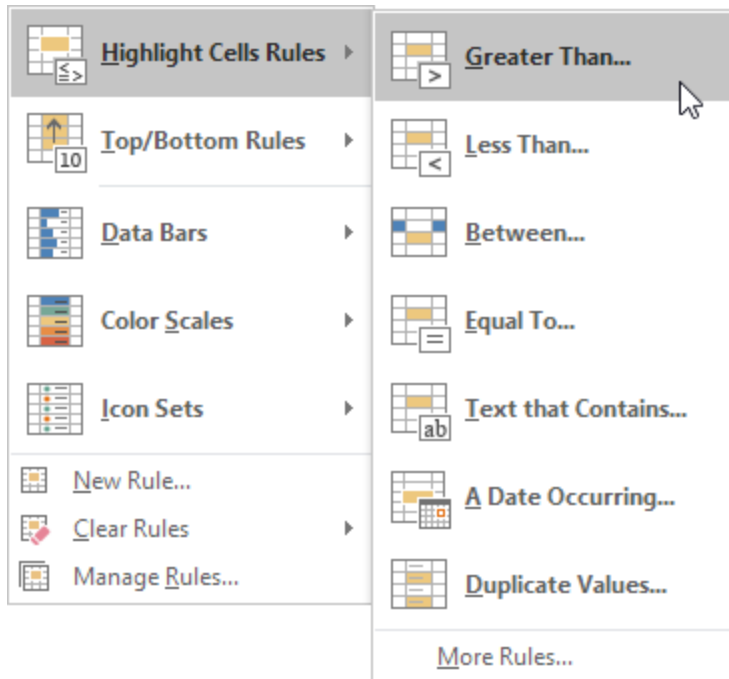 Highlight Cells Rules
Top/Bottom Rules
10
Data Bars
Color Scales
Icon Sets
New Rule...
Clear Rules
Manage Rules...
Greater Than...
>
Less Than...
<
Between...
Equal To...
=
Text that Contains...
ab
A Date Occurring...
Duplicate Values...
More Rules...